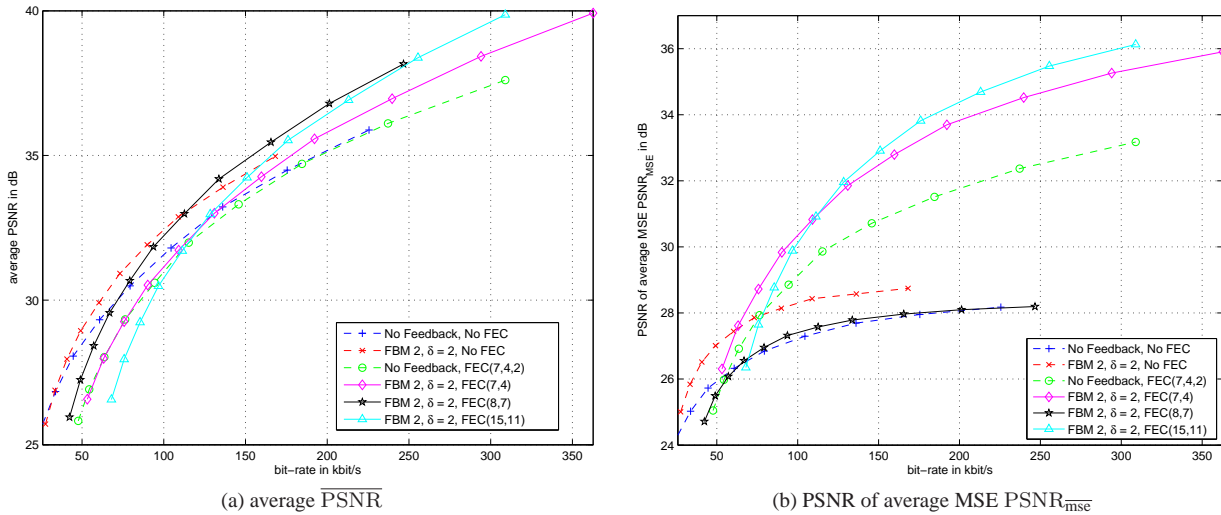 40
35
30
25
50
100
150
200
250
300
350
average PSNR in dB
bit−rate in kbit/s
No Feedback, No FEC
FBM 2, δ = 2, No FEC
No Feedback, FEC(7,4,2)
FBM 2, δ = 2, FEC(7,4)
FBM 2, δ = 2, FEC(8,7)
FBM 2, δ = 2, FEC(15,11)
(a) average PSNR
36
34
32
30
28
26
24
50
100
150
200
250
300
350
PSNR of average MSE PSNR_MSE in dB
bit−rate in kbit/s
No Feedback, No FEC
FBM 2, δ = 2, No FEC
No Feedback, FEC(7,4,2)
FBM 2, δ = 2, FEC(7,4)
FBM 2, δ = 2, FEC(8,7)
FBM 2, δ = 2, FEC(15,11)
(b) PSNR of average MSE PSNR_mse